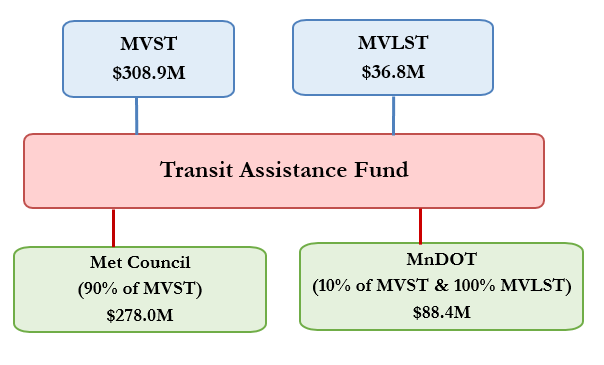 MVST
$308.9M
MVLST
$36.8M
Transit Assistance Fund
Met Council
(90% of MVST)
$278.0M
MnDOT
(10% of MVST & 100% MVLST)
$88.4M